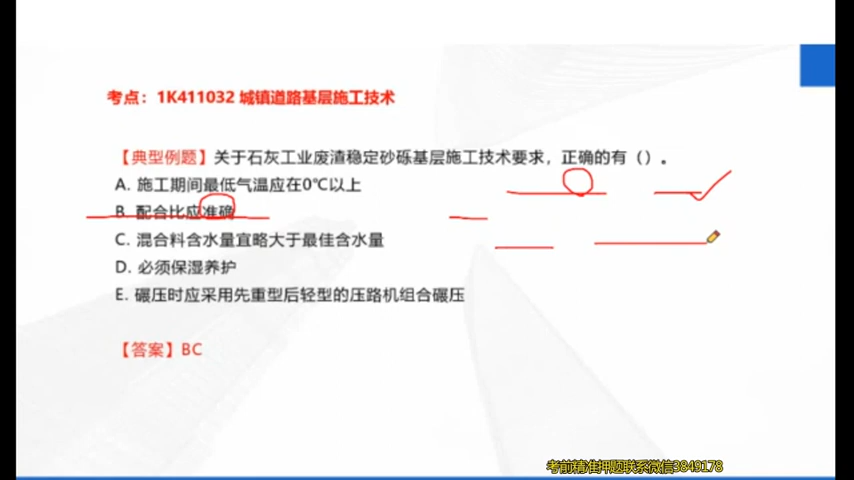 考点：1K411032 城镇道路基层施工技术
【典型例题】关于石灰工业废渣稳定砂砾基层施工技术要求，正确的有（）。
A. 施工期间最低气温应在0℃以上
B. 配合比应准确
C. 混合料含水量宜略大于最佳含水量
D. 必须保湿养护
E. 碾压时应采用先重型后轻型的压路机组合碾压
【答案】BC
考前精准押题联系微信3849178